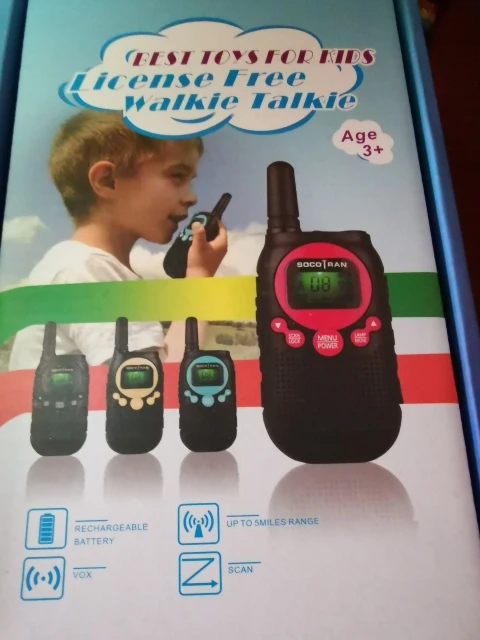 BEST TOYS FOR KIDS
License Free
Walkie Talkie
Age
3+
SOCOTRAN
08
MENU
POWER
RECHARGEABLE
BATTERY
UP TO 5MILES RANGE
VOX
SCAN